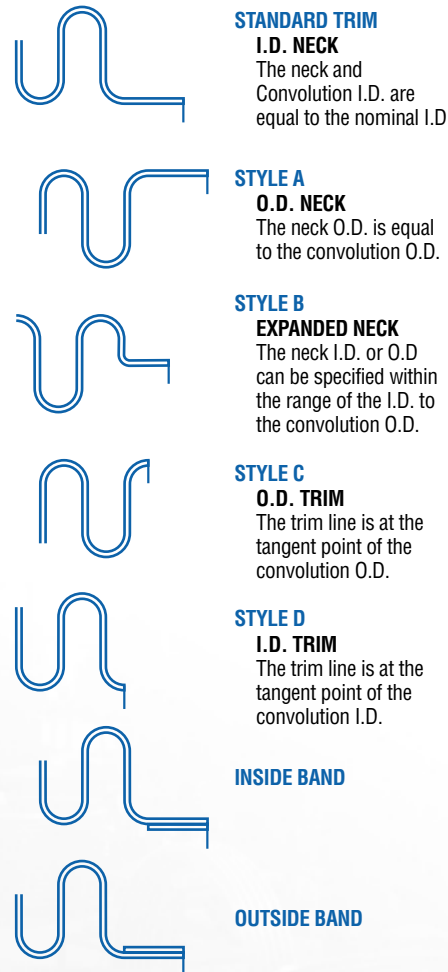 STANDARD TRIM
I.D. NECK
The neck and
Convolution I.D. are
equal to the nominal I.D
STYLE A
O.D. NECK
The neck O.D. is equal
to the convolution O.D.
STYLE B
EXPANDED NECK
The neck I.D. or O.D
can be specified within
the range of the I.D. to
the convolution O.D.
STYLE C
O.D. TRIM
The trim line is at the
tangent point of the
convolution O.D.
STYLE D
I.D. TRIM
The trim line is at the
tangent point of the
convolution I.D.
INSIDE BAND
OUTSIDE BAND